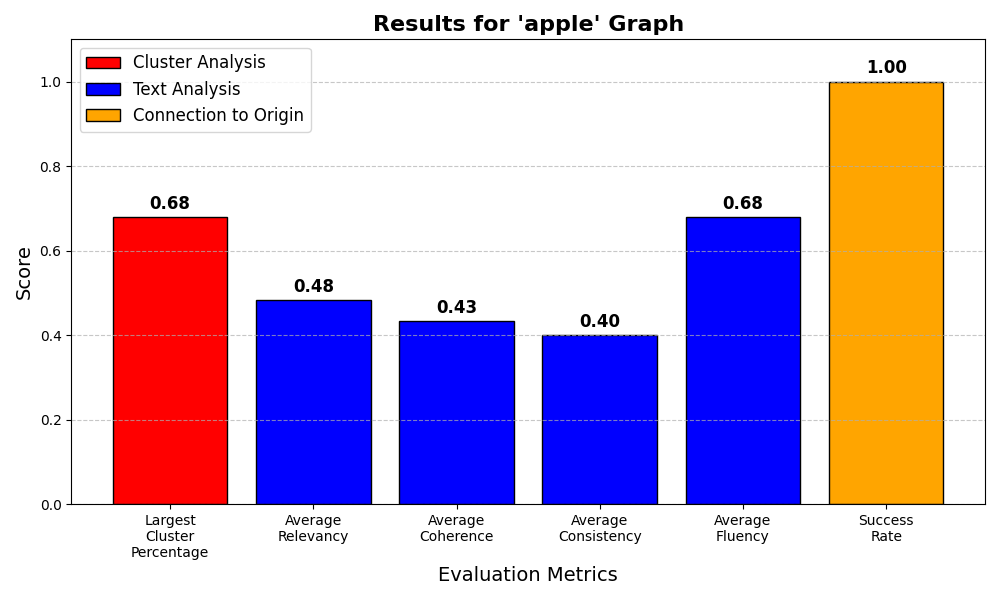 Results for 'apple' Graph
Cluster Analysis
Text Analysis
Connection to Origin
Score
1.0
0.8
0.6
0.4
0.2
0.0
0.68
0.48
0.43
0.40
0.68
1.00
Largest
Cluster
Percentage
Average
Relevancy
Average
Coherence
Average
Consistency
Average
Fluency
Success
Rate
Evaluation Metrics